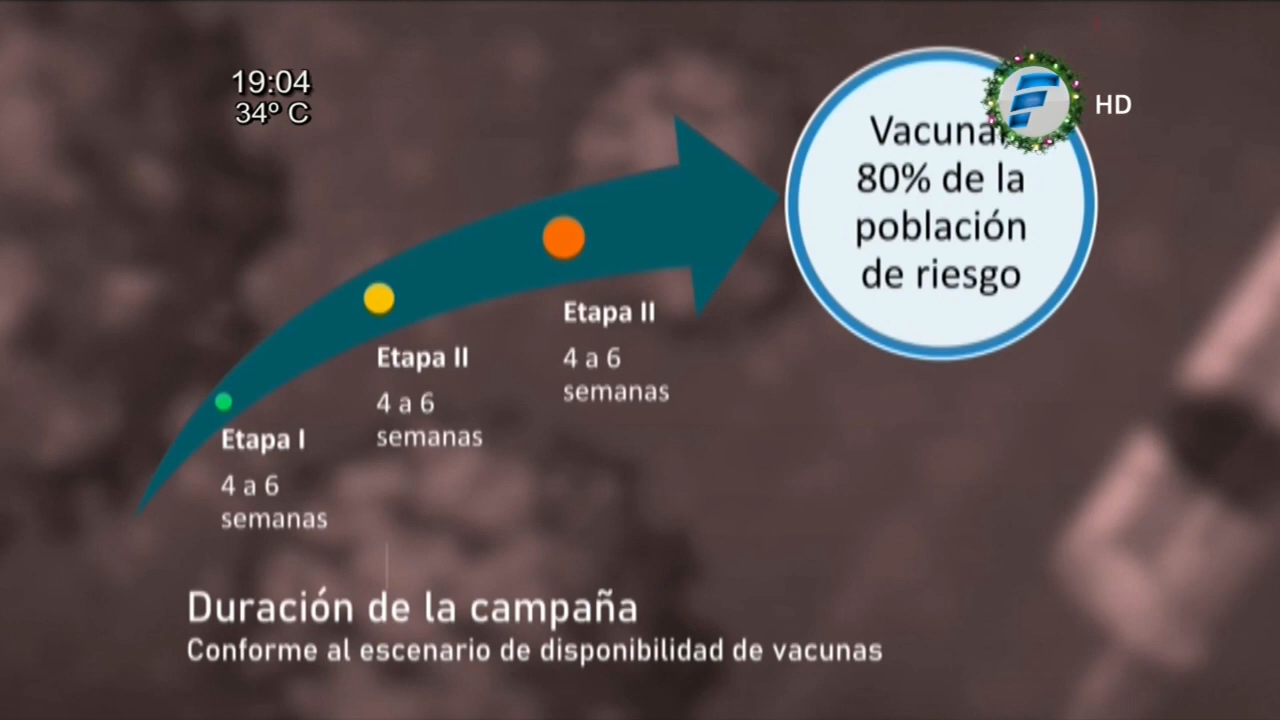 19:04
34º C
HD
Vacunar
80% de la
población
de riesgo
Etapa II
4 a 6
semanas
Etapa II
4 a 6
semanas
Etapa I
4 a 6
semanas
Duración de la campaña
Conforme al escenario de disponibilidad de vacunas